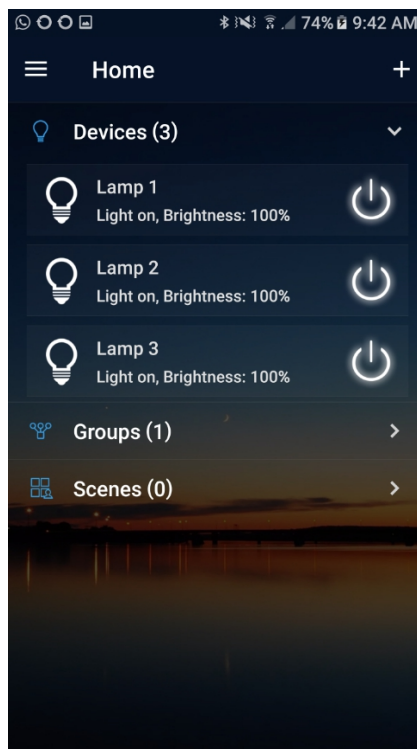 74% 9:42 AM
Home
Devices (3)
Lamp 1
Light on, Brightness: 100%
Lamp 2
Light on, Brightness: 100%
Lamp 3
Light on, Brightness: 100%
Groups (1)
Scenes (0)